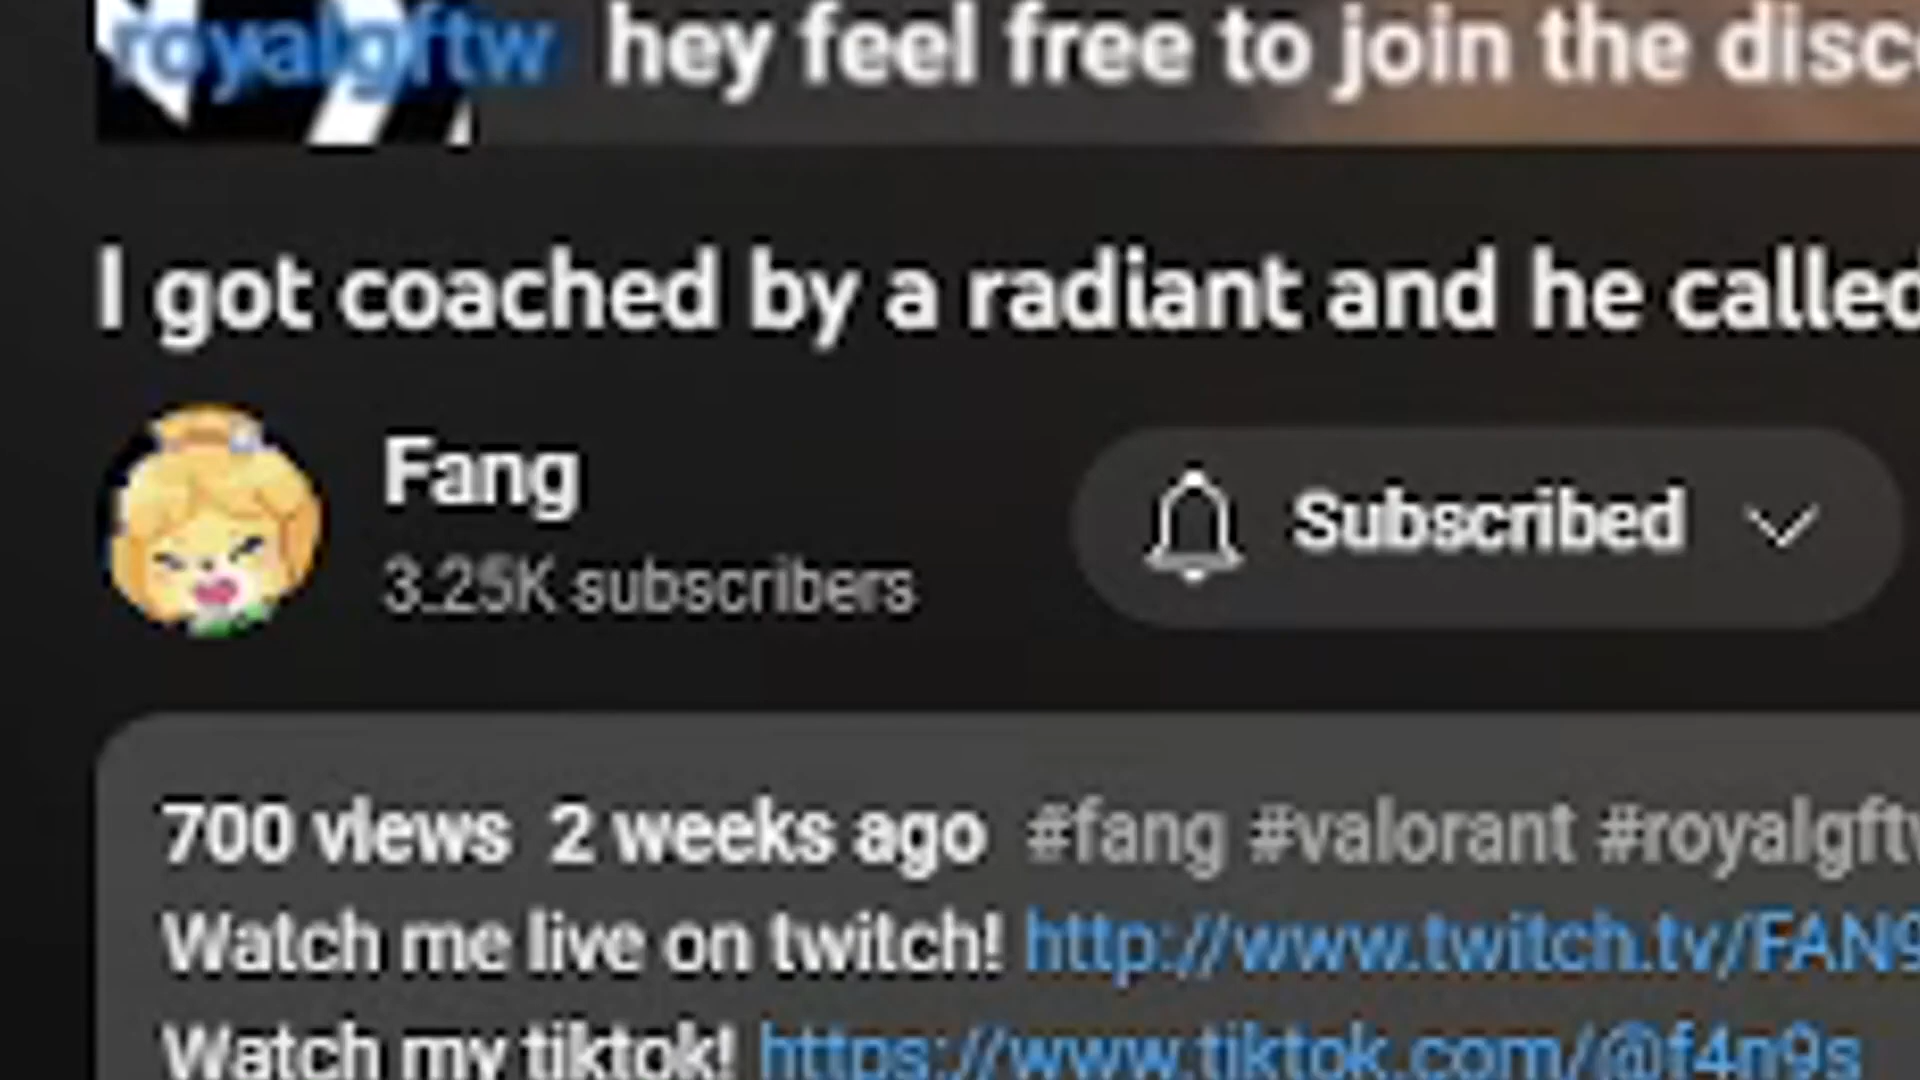 royalgftw hey feel free to join the disc
I got coached by a radiant and he called
Fang
3.25K subscribers
Subscribed
700 views 2 weeks ago #fang #valorant #royalgftw
Watch me live on twitch! http://www.twitch.tv/FAN9
Watch my tiktok! https://www.tiktok.com/@f4n9s